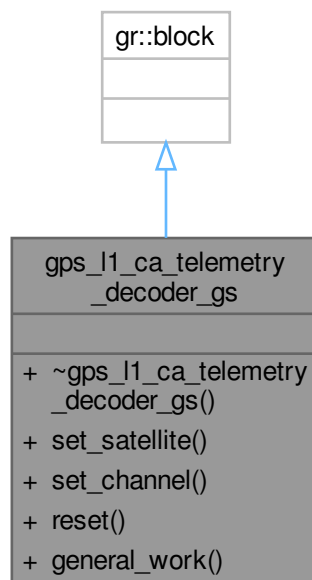 gr::block
gps_l1_ca_telemetry
_decoder_gs
+ ~gps_l1_ca_telemetry
_decoder_gs()
+ set_satellite()
+ set_channel()
+ reset()
+ general_work()